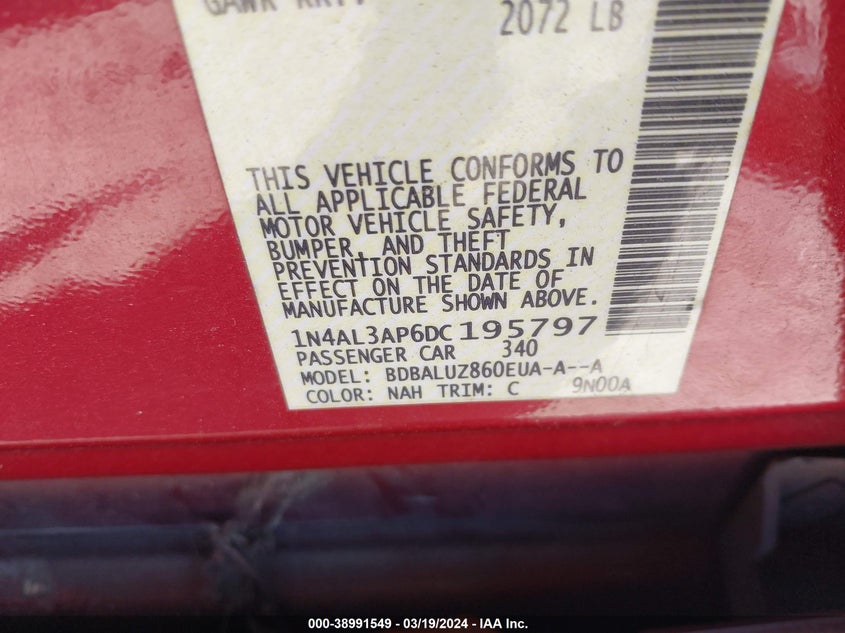 GAWR RR::
2072 LB
THIS VEHICLE CONFORMS TO
ALL APPLICABLE FEDERAL
MOTOR VEHICLE SAFETY,
BUMPER, AND THEFT
PREVENTION STANDARDS IN
EFFECT ON THE DATE OF
MANUFACTURE SHOWN ABOVE.
1N4AL3AP6DC195797
PASSENGER CAR 340
MODEL: BDBALUZ860EUA-A--A
COLOR: NAH TRIM: C 9N00A
000-38991549 - 03/19/2024 - IAA Inc.